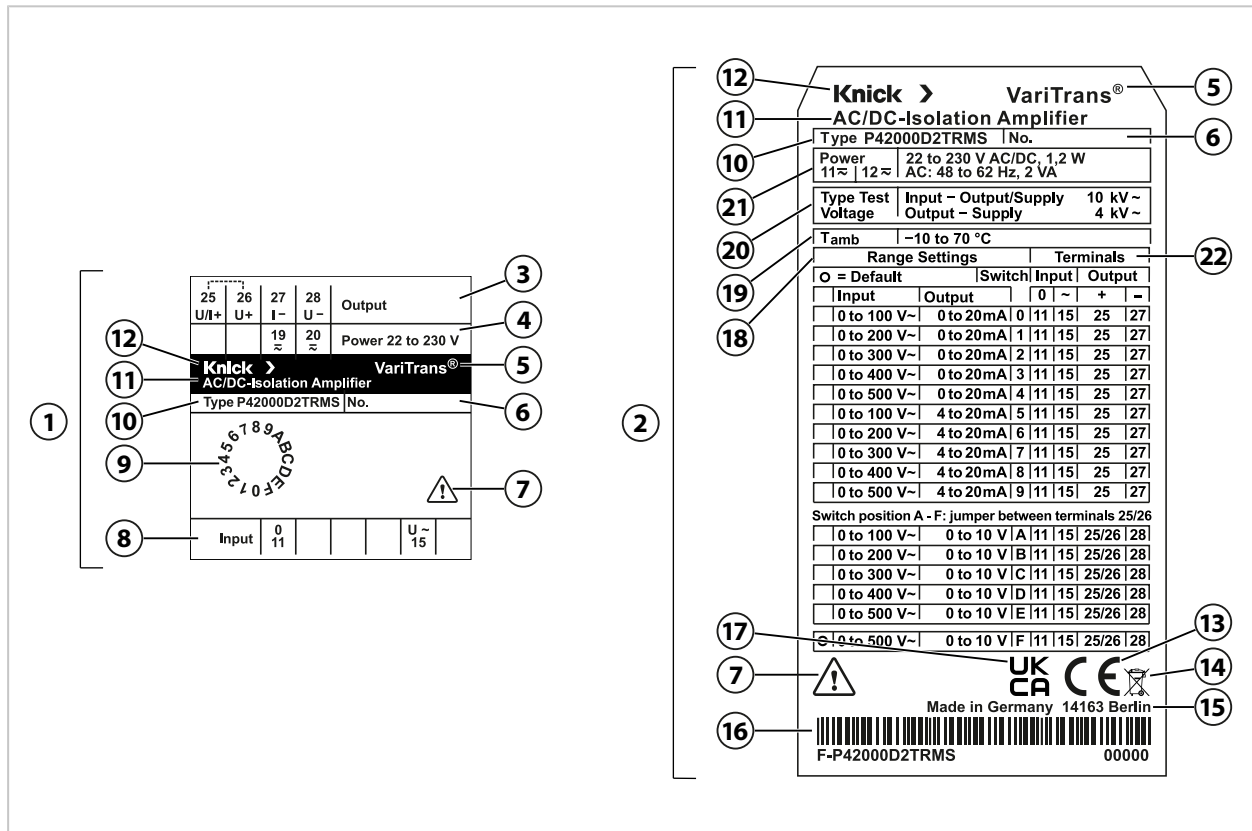 1
25 26 27 28 Output
U/I+ U+ I– U–
19 20 Power 22 to 230 V
≂ ≂
Knick > VariTrans®
AC/DC-Isolation Amplifier
Type P42000D2TRMS No.
0123456789ABCDEF
Input 0 U ~
11 15
3
4
5
6
7
8
9
10
11
12
2
Knick > VariTrans®
AC/DC-Isolation Amplifier
Type P42000D2TRMS No.
Power 22 to 230 V AC/DC, 1,2 W
11≂ 12≂ AC: 48 to 62 Hz, 2 VA
Type Test Input – Output/Supply 10 kV ~
Voltage Output – Supply 4 kV ~
Tamb –10 to 70 °C
Range Settings Terminals
O = Default Switch Input Output
Input Output 0 ~ + –
0 to 100 V~ 0 to 20mA 0 11 15 25 27
0 to 200 V~ 0 to 20mA 1 11 15 25 27
0 to 300 V~ 0 to 20mA 2 11 15 25 27
0 to 400 V~ 0 to 20mA 3 11 15 25 27
0 to 500 V~ 0 to 20mA 4 11 15 25 27
0 to 100 V~ 4 to 20mA 5 11 15 25 27
0 to 200 V~ 4 to 20mA 6 11 15 25 27
0 to 300 V~ 4 to 20mA 7 11 15 25 27
0 to 400 V~ 4 to 20mA 8 11 15 25 27
0 to 500 V~ 4 to 20mA 9 11 15 25 27
Switch position A - F: jumper between terminals 25/26
0 to 100 V~ 0 to 10 V A 11 15 25/26 28
0 to 200 V~ 0 to 10 V B 11 15 25/26 28
0 to 300 V~ 0 to 10 V C 11 15 25/26 28
0 to 400 V~ 0 to 10 V D 11 15 25/26 28
0 to 500 V~ 0 to 10 V E 11 15 25/26 28
O 0 to 500 V~ 0 to 10 V F 11 15 25/26 28
UK
CA CE
Made in Germany 14163 Berlin
F-P42000D2TRMS 00000
12
11
10
21
20
19
18
17
7
16
5
6
22
13
14
15